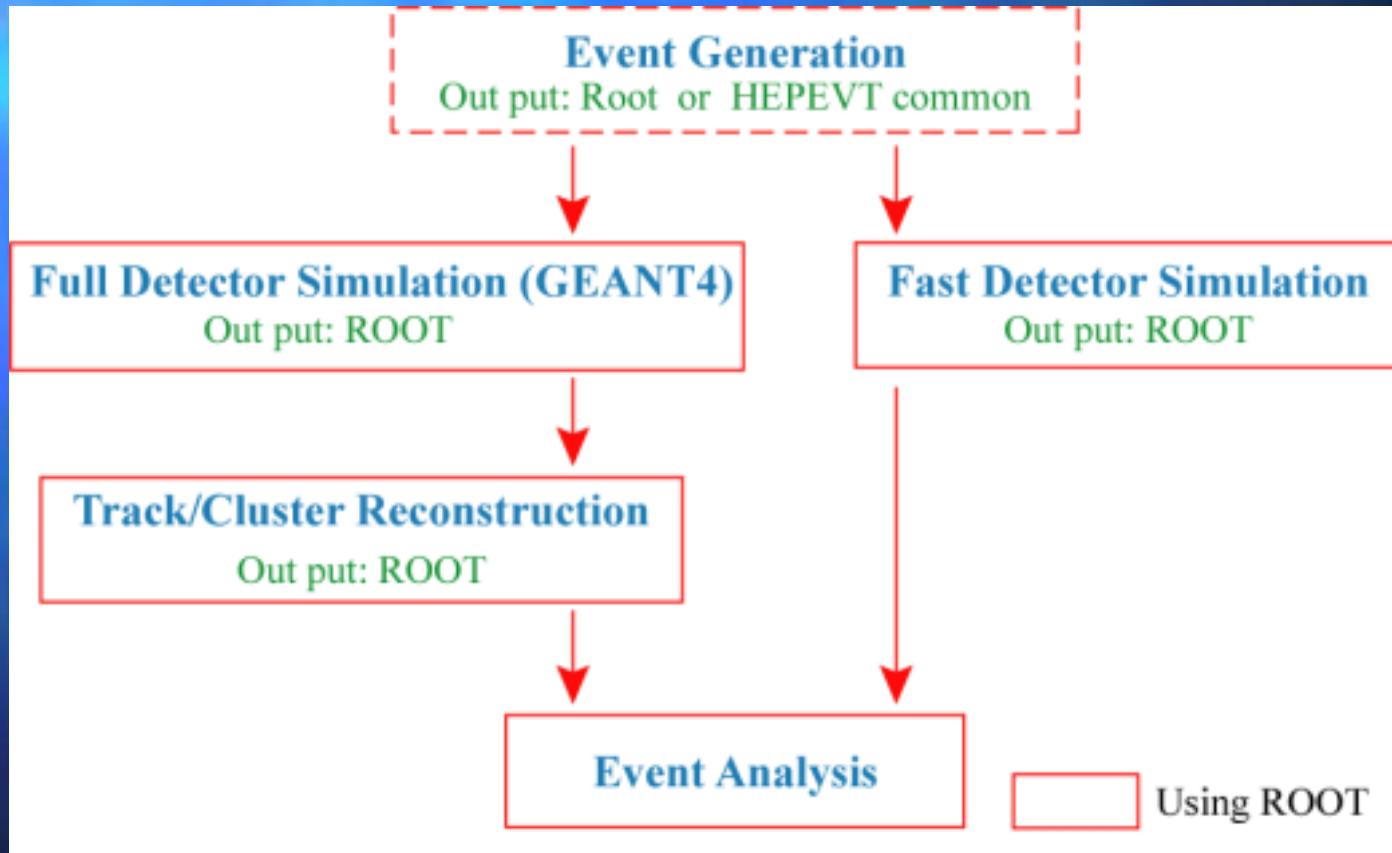 Event Generation
Out put: Root or HEPEVT common
Full Detector Simulation (GEANT4)
Out put: ROOT
Fast Detector Simulation
Out put: ROOT
Track/Cluster Reconstruction
Out put: ROOT
Event Analysis
Using ROOT